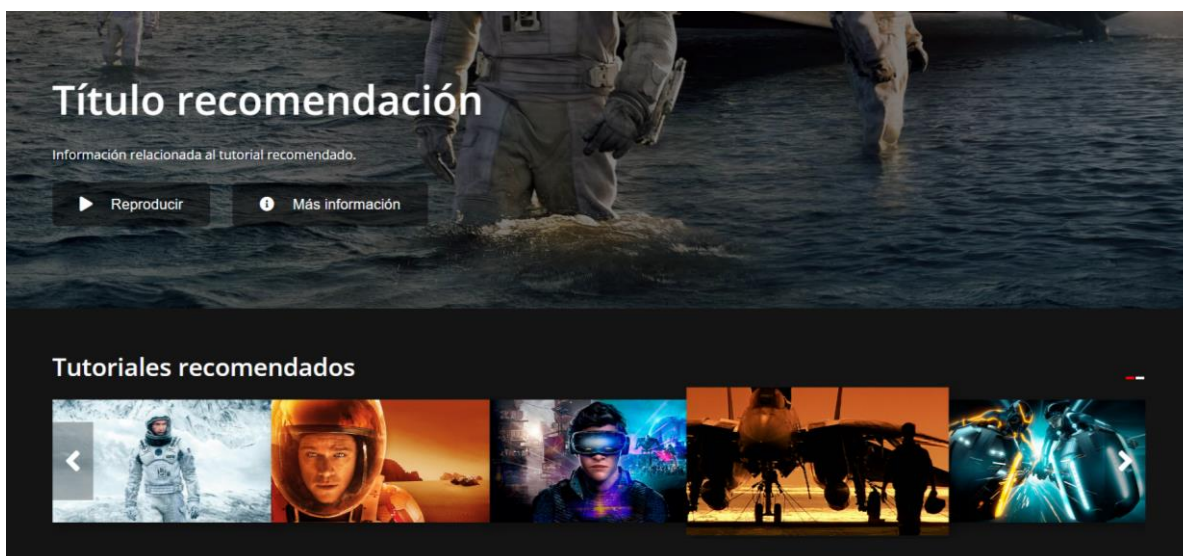 Título recomendación
Información relacionada al tutorial recomendado.
Reproducir
Más información
Tutoriales recomendados